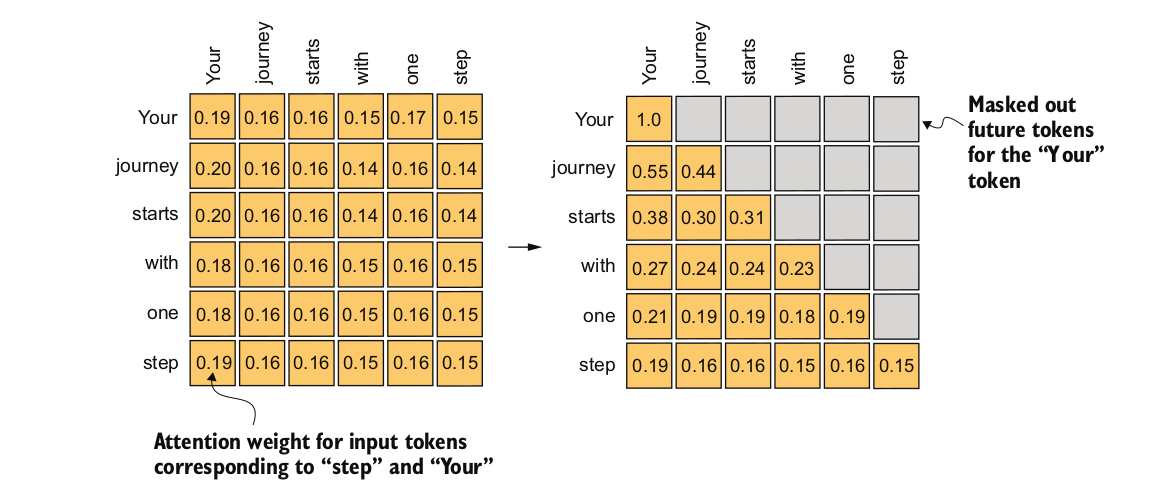 Your journey starts with one step
Your 0.19 0.16 0.16 0.15 0.17 0.15
journey 0.20 0.16 0.16 0.14 0.16 0.14
starts 0.20 0.16 0.16 0.14 0.16 0.14
with 0.18 0.16 0.16 0.15 0.16 0.15
one 0.18 0.16 0.16 0.15 0.16 0.15
step 0.19 0.16 0.16 0.15 0.16 0.15
Attention weight for input tokens
corresponding to “step” and “Your”
Your journey starts with one step
Your 1.0
journey 0.55 0.44
starts 0.38 0.30 0.31
with 0.27 0.24 0.24 0.23
one 0.21 0.19 0.19 0.18 0.19
step 0.19 0.16 0.16 0.15 0.16 0.15
Masked out
future tokens
for the “Your”
token